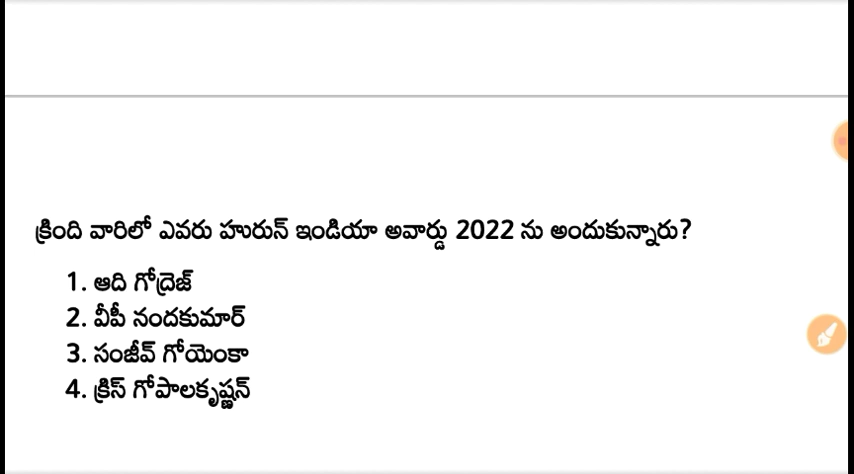 క్రింది వారిలో ఎవరు హురున్ ఇండియా అవార్డు 2022 ను అందుకున్నారు?
1. ఆది గోద్రెజ్
2. వీపీ నందకుమార్
3. సంజీవ్ గోయెంకా
4. క్రిస్ గోపాలకృష్ణన్